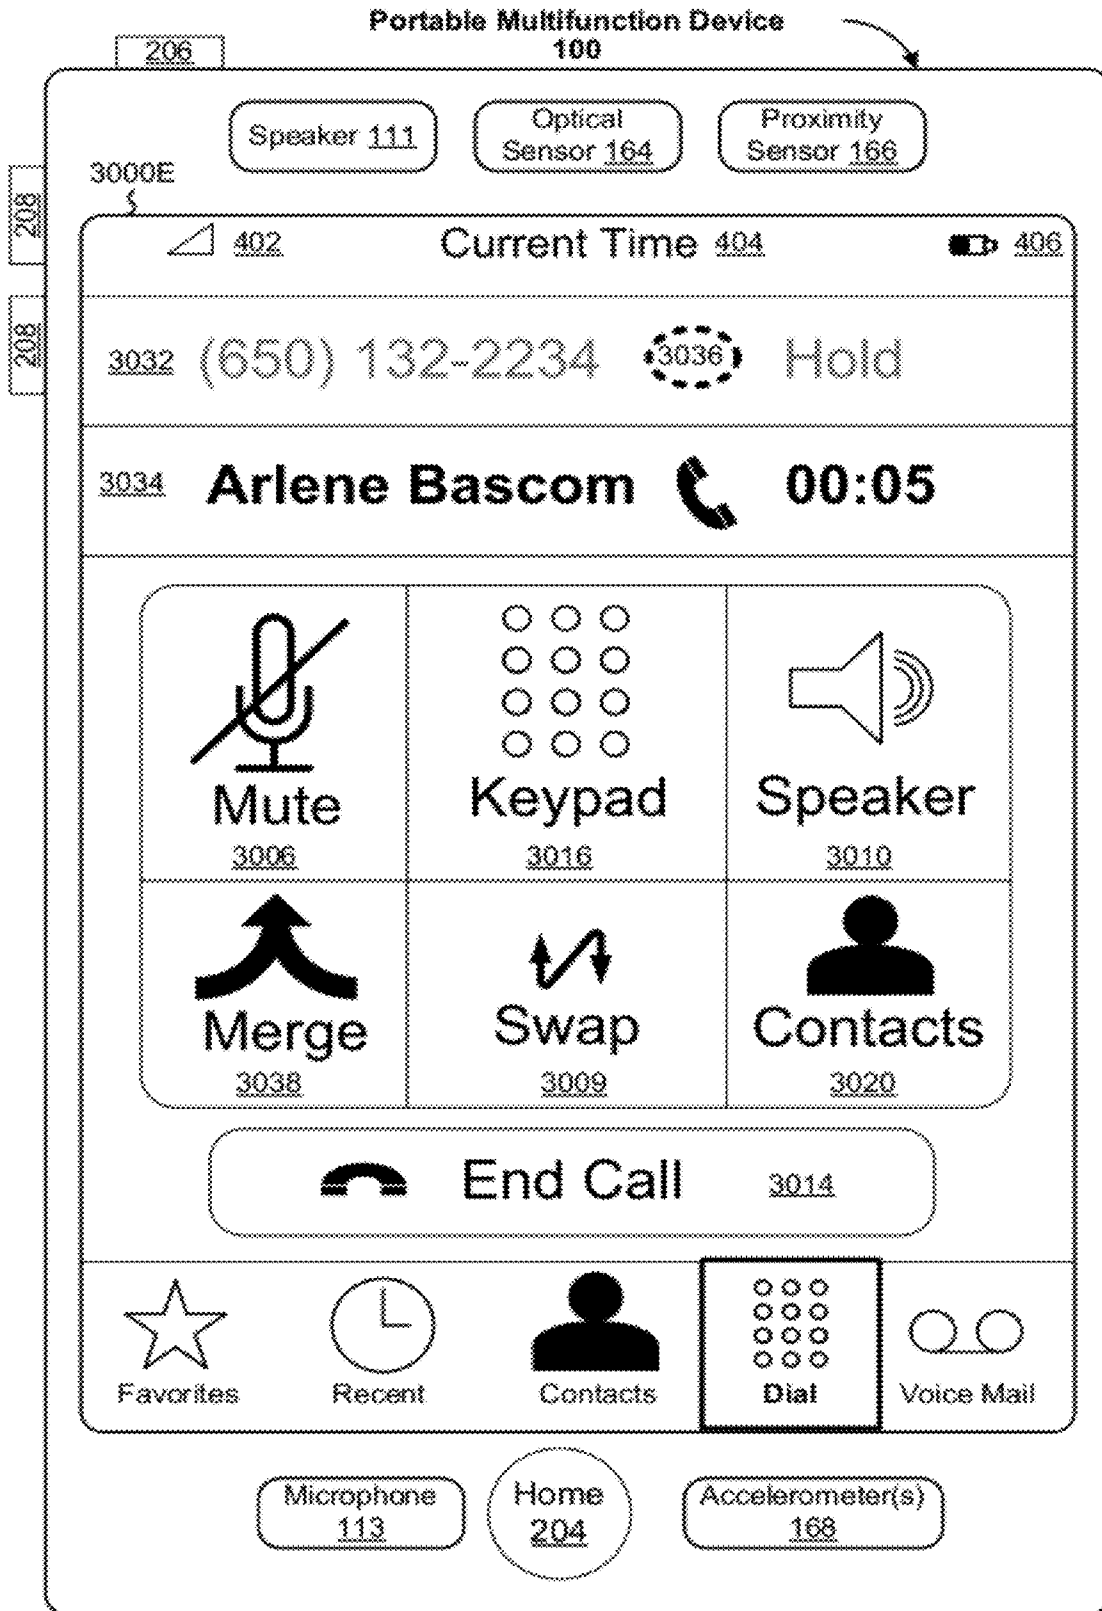 Portable Multifunction Device
100
206
Speaker 111
Optical
Sensor 164
Proximity
Sensor 166
208
3000E
402
Current Time 404
406
208
3032 (650) 132-2234 3036 Hold
3034 Arlene Bascom 00:05
Mute
3006
Keypad
3016
Speaker
3010
Merge
3038
Swap
3009
Contacts
3020
End Call 3014
Favorites
Recent
Contacts
Dial
Voice Mail
Microphone
113
Home
204
Accelerometer(s)
168